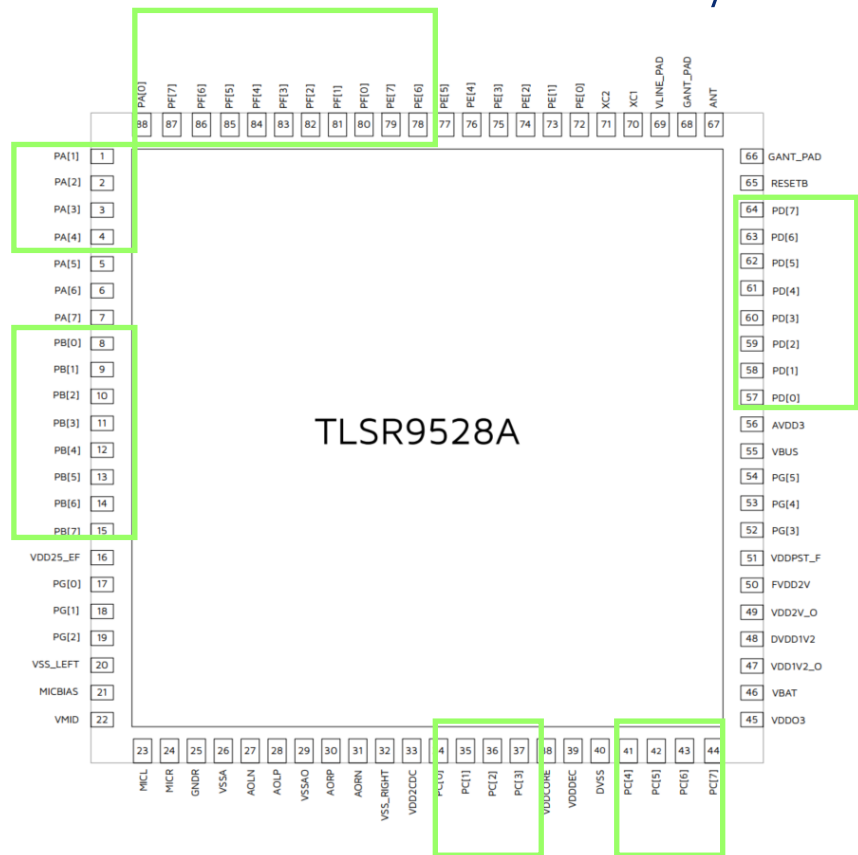 PA[0] PF[7] PF[6] PF[5] PF[4] PF[3] PF[2] PF[1] PF[0] PE[7] PE[6] PE[5] PE[4] PE[3] PE[2] PE[1] PE[0] XC2 XC1 VLINE_PAD GANT_PAD ANT
88 87 86 85 84 83 82 81 80 79 78 77 76 75 74 73 72 71 70 69 68 67
PA[1] 1
PA[2] 2
PA[3] 3
PA[4] 4
PA[5] 5
PA[6] 6
PA[7] 7
PB[0] 8
PB[1] 9
PB[2] 10
PB[3] 11
PB[4] 12
PB[5] 13
PB[6] 14
PB[7] 15
VDD25_EF 16
PG[0] 17
PG[1] 18
PG[2] 19
VSS_LEFT 20
MICBIAS 21
VMID 22
TLSR9528A
66 GANT_PAD
65 RESETB
64 PD[7]
63 PD[6]
62 PD[5]
61 PD[4]
60 PD[3]
59 PD[2]
58 PD[1]
57 PD[0]
56 AVDD3
55 VBUS
54 PG[5]
53 PG[4]
52 PG[3]
51 VDDPST_F
50 FVDD2V
49 VDD2V_O
48 DVDD1V2
47 VDD1V2_O
46 VBAT
45 VDDO3
23 24 25 26 27 28 29 30 31 32 33 34 35 36 37 38 39 40 41 42 43 44
MICL MICR GNDR VSSA AOLN AOLP VSSAO AORP AORN VSS_RIGHT VDD2CDC PC[0] PC[1] PC[2] PC[3] VDDCORE VDDDEC DVSS PC[4] PC[5] PC[6] PC[7]